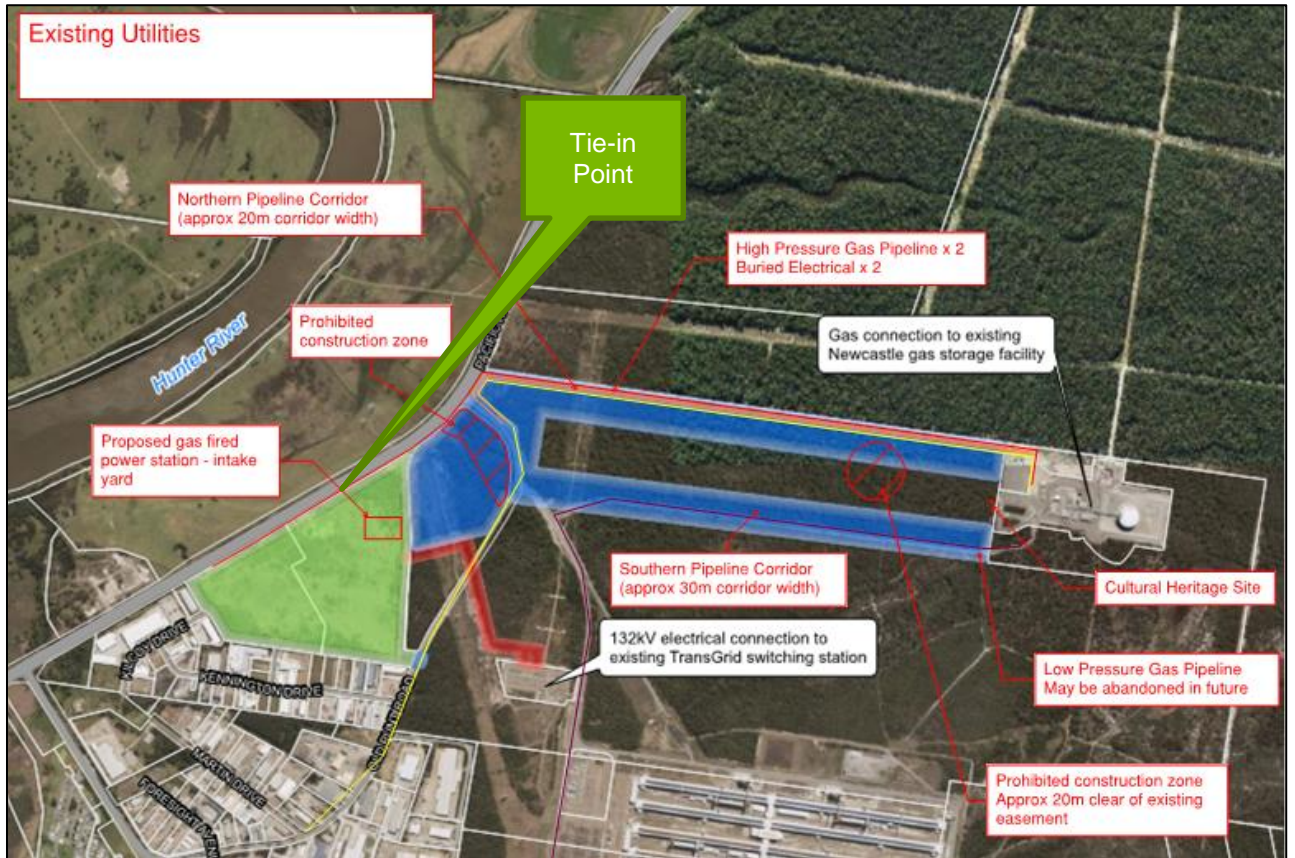 Existing Utilities
Tie-in
Point
Northern Pipeline Corridor
(approx 20m corridor width)
High Pressure Gas Pipeline x 2
Buried Electrical x 2
Prohibited
construction zone
Gas connection to existing
Newcastle gas storage facility
Hunter River
Proposed gas fired
power station - intake
yard
Southern Pipeline Corridor
(approx 30m corridor width)
Cultural Heritage Site
132kV electrical connection to
existing TransGrid switching station
Low Pressure Gas Pipeline
May be abandoned in future
KILCOY DRIVE
KENNINGTON DRIVE
MARTIN DRIVE
Prohibited construction zone
Approx 20m clear of existing
easement